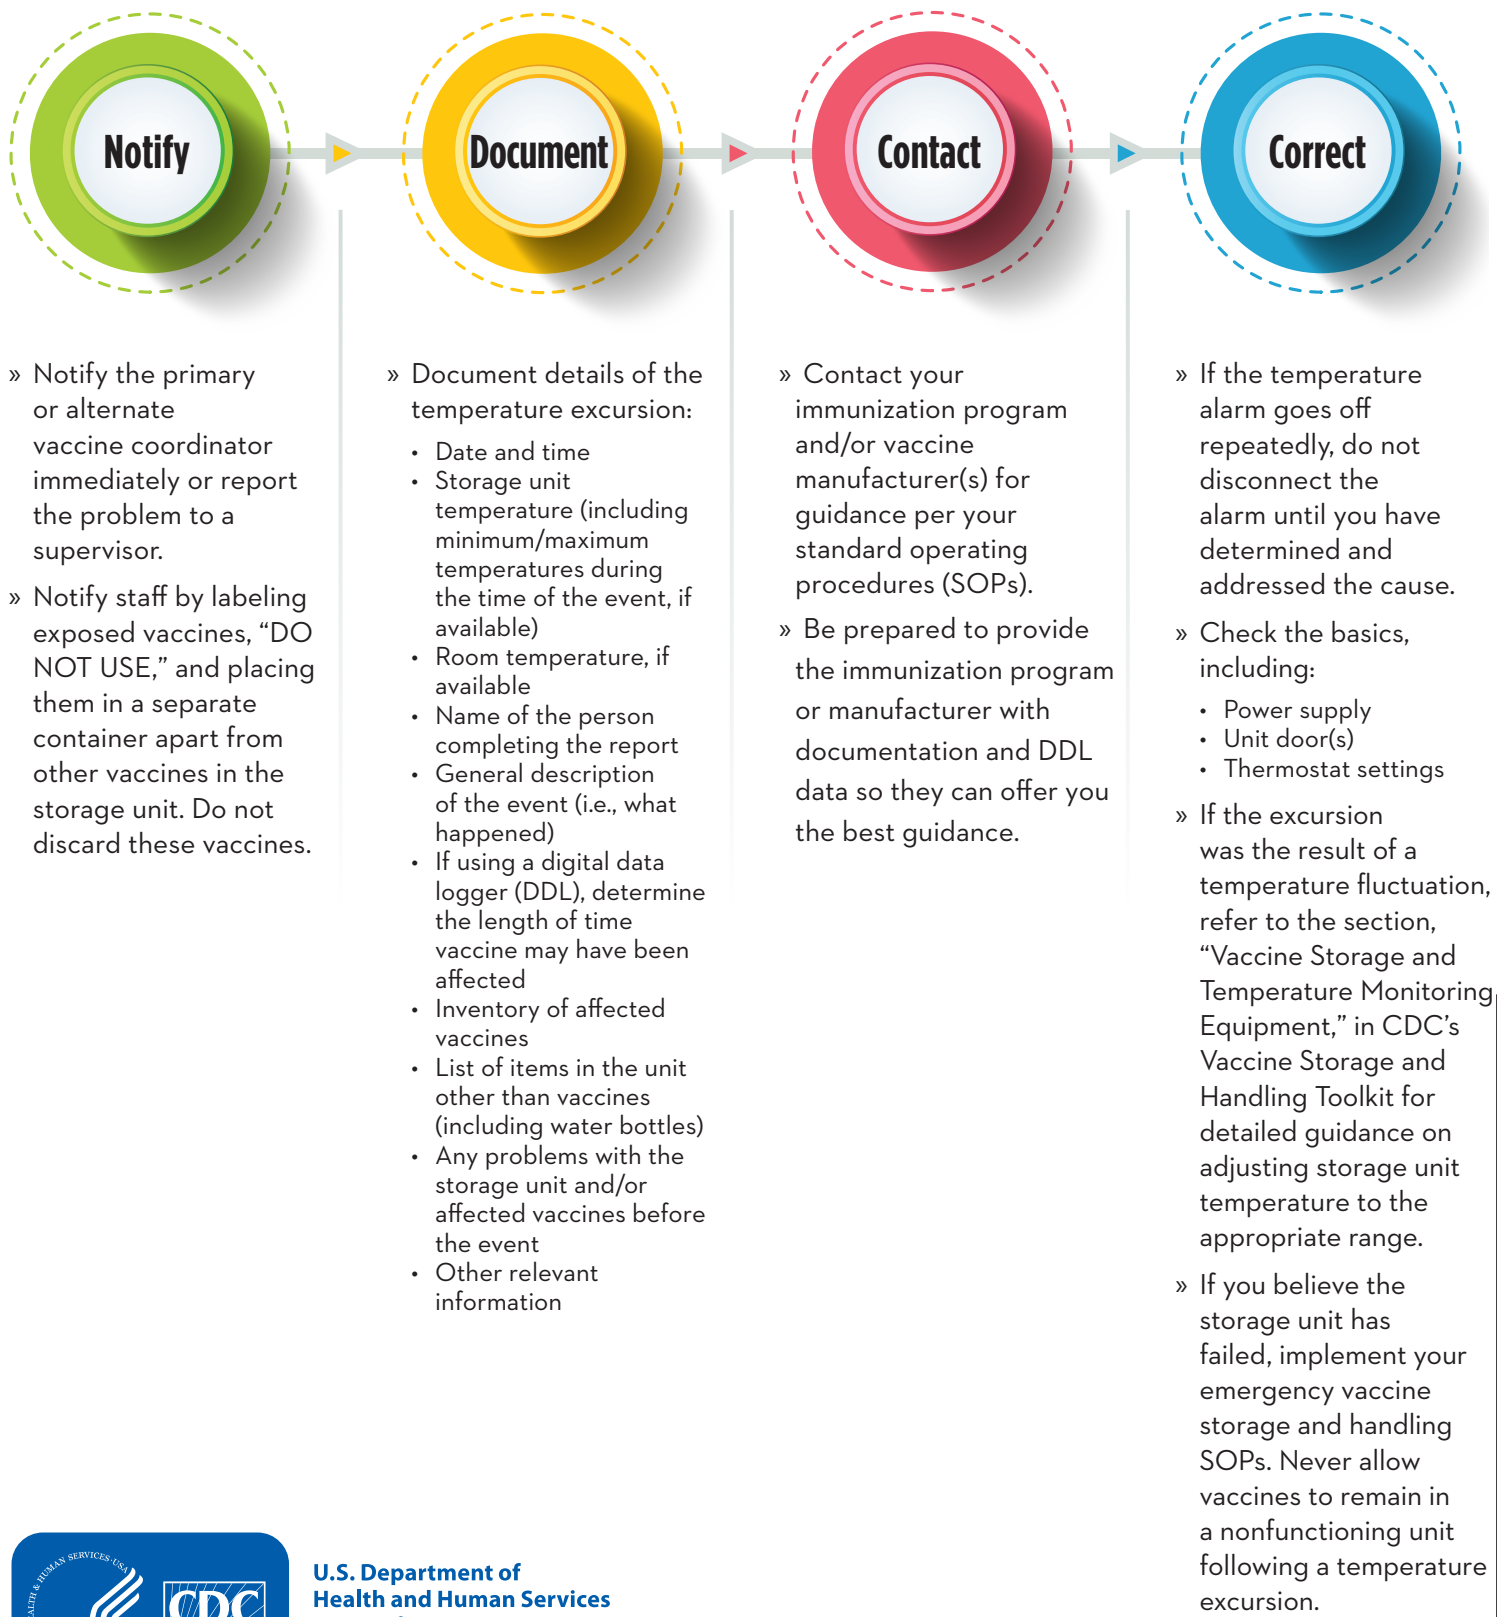 Notify
Document
Contact
Correct
» Notify the primary
or alternate
vaccine coordinator
immediately or report
the problem to a
supervisor.
» Notify staff by labeling
exposed vaccines, “DO
NOT USE,” and placing
them in a separate
container apart from
other vaccines in the
storage unit. Do not
discard these vaccines.
» Document details of the
temperature excursion:
• Date and time
• Storage unit
temperature (including
minimum/maximum
temperatures during
the time of the event, if
available)
• Room temperature, if
available
• Name of the person
completing the report
• General description
of the event (i.e., what
happened)
• If using a digital data
logger (DDL), determine
the length of time
vaccine may have been
affected
• Inventory of affected
vaccines
• List of items in the unit
other than vaccines
(including water bottles)
• Any problems with the
storage unit and/or
affected vaccines before
the event
• Other relevant
information
» Contact your
immunization program
and/or vaccine
manufacturer(s) for
guidance per your
standard operating
procedures (SOPs).
» Be prepared to provide
the immunization program
or manufacturer with
documentation and DDL
data so they can offer you
the best guidance.
» If the temperature
alarm goes off
repeatedly, do not
disconnect the
alarm until you have
determined and
addressed the cause.
» Check the basics,
including:
• Power supply
• Unit door(s)
• Thermostat settings
» If the excursion
was the result of a
temperature fluctuation,
refer to the section,
“Vaccine Storage and
Temperature Monitoring
Equipment,” in CDC’s
Vaccine Storage and
Handling Toolkit for
detailed guidance on
adjusting storage unit
temperature to the
appropriate range.
» If you believe the
storage unit has
failed, implement your
emergency vaccine
storage and handling
SOPs. Never allow
vaccines to remain in
a nonfunctioning unit
following a temperature
excursion.
& HUMAN SERVICES·USA
CDC
U.S. Department of
Health and Human Services